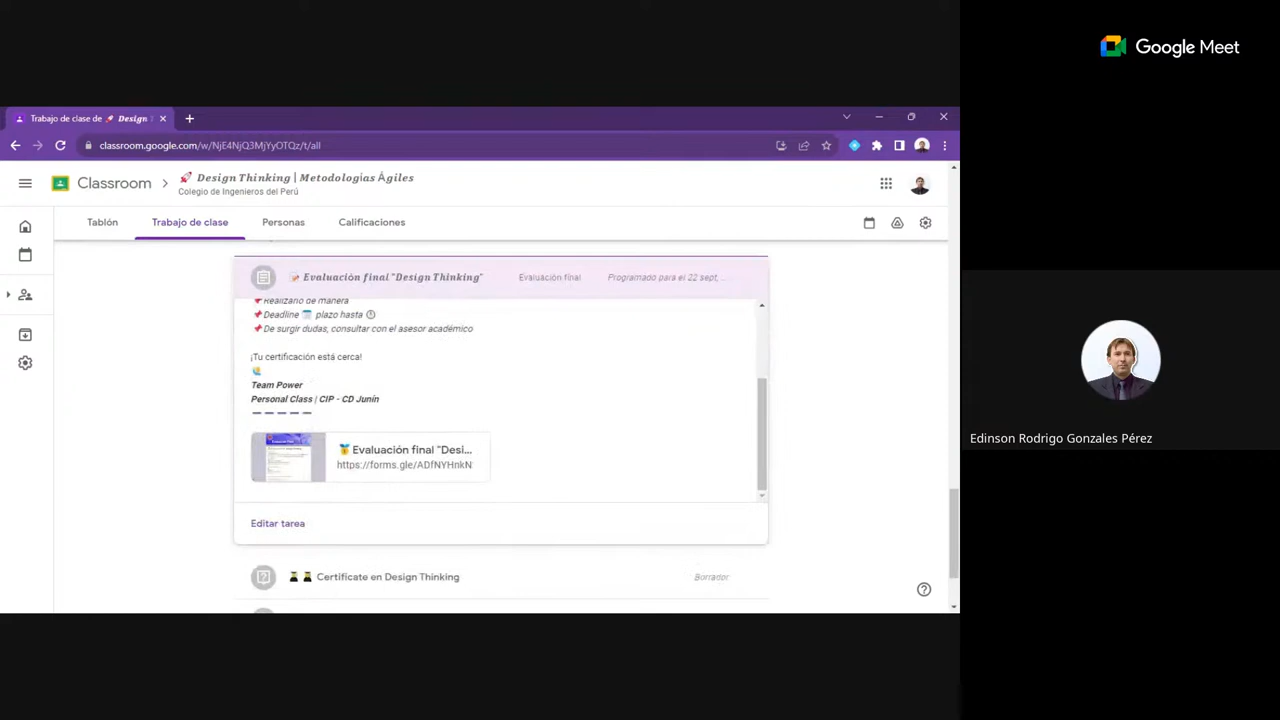 Google Meet
Trabajo de clase de 🚀 Design
classroom.google.com/w/NjE4NjQ3MjYyOTQz/t/all
Classroom
🚀 Design Thinking | Metodologías Ágiles
Colegio de Ingenieros del Perú
Tablón
Trabajo de clase
Personas
Calificaciones
📝 Evaluación final "Design Thinking"
Evaluación final
Programado para el 22 sept, ...
📌Realizarlo de manera
📌Deadline 🗓️ plazo hasta 🕓
📌De surgir dudas, consultar con el asesor académico
¡Tu certificación está cerca!
Team Power
Personal Class | CIP - CD Junín
🥇Evaluación final "Desi...
https://forms.gle/ADfNYHnkN
Editar tarea
Certifícate en Design Thinking
Borrador
Edinson Rodrigo Gonzales Pérez